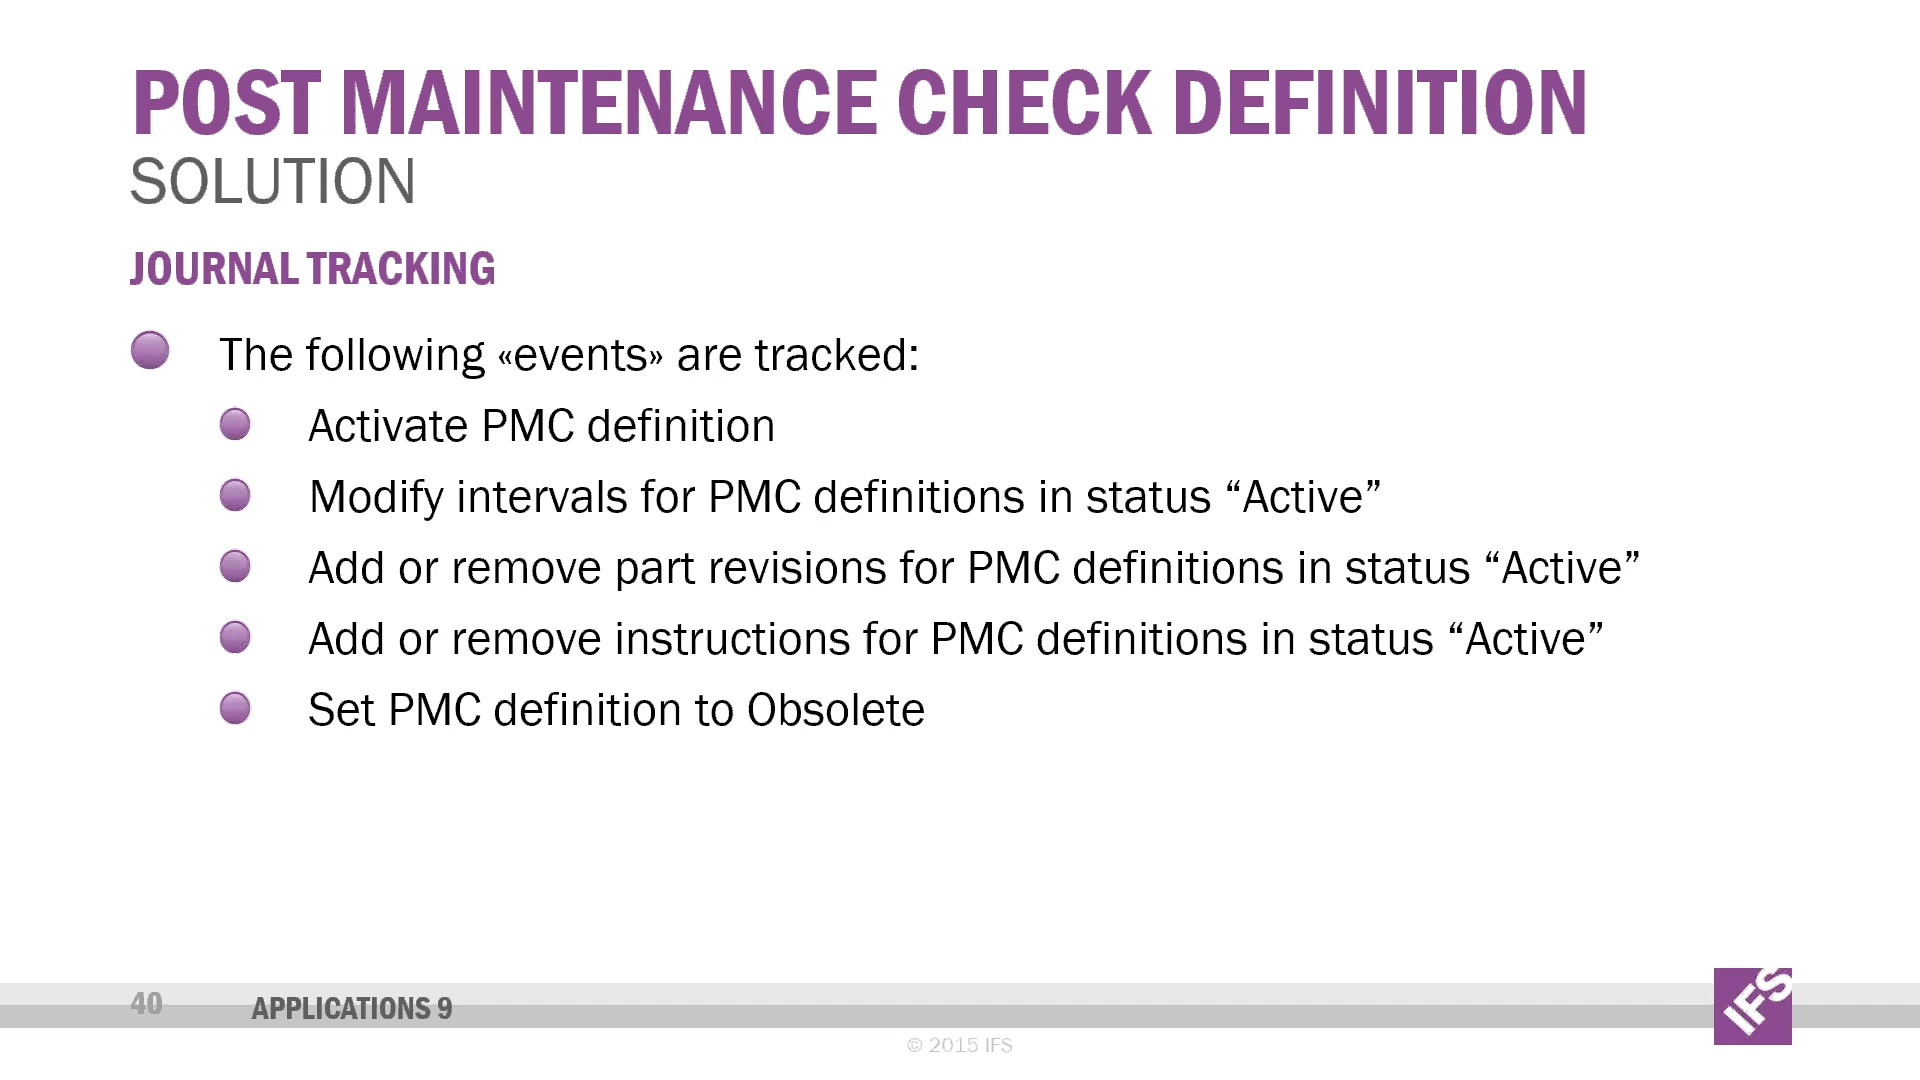 POST MAINTENANCE CHECK DEFINITION
SOLUTION
JOURNAL TRACKING
The following «events» are tracked:
Activate PMC definition
Modify intervals for PMC definitions in status “Active”
Add or remove part revisions for PMC definitions in status “Active”
Add or remove instructions for PMC definitions in status “Active”
Set PMC definition to Obsolete
40 APPLICATIONS 9
IFS
© 2015 IFS